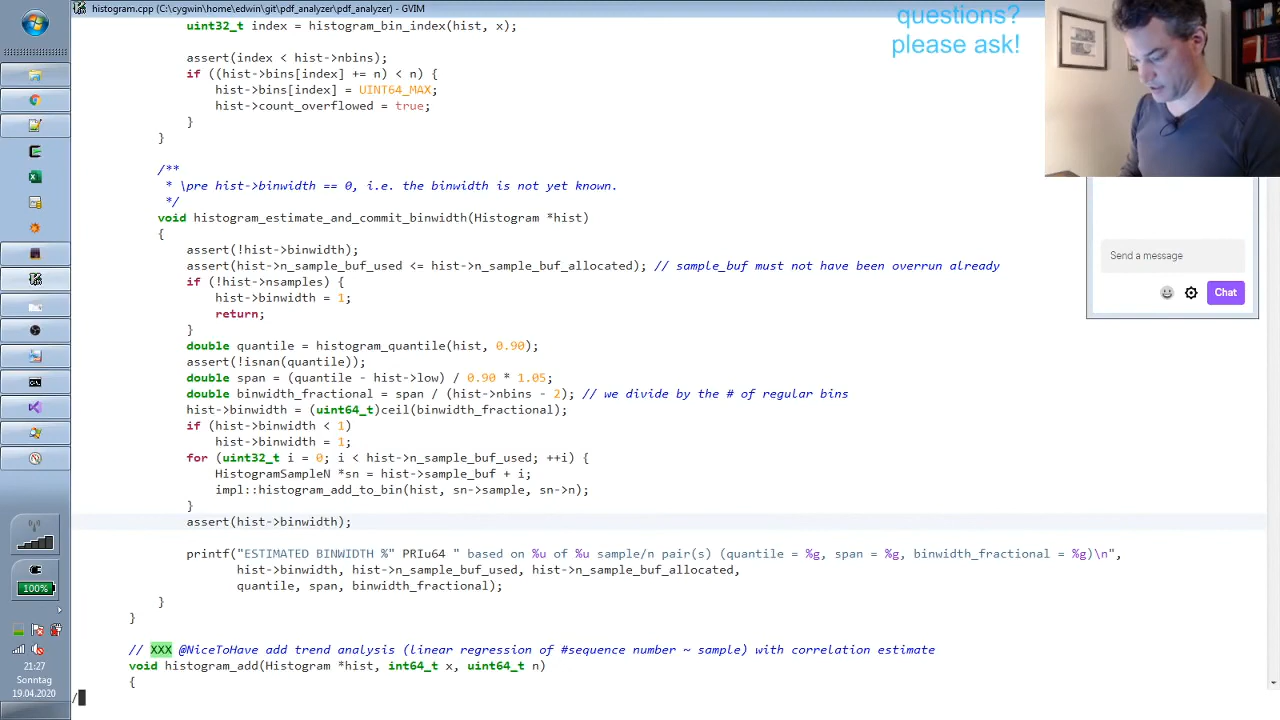 histogram.cpp (C:\cygwin\home\edwin\git\pdf_analyzer\pdf_analyzer) - GVIM
questions?
please ask!
uint32_t index = histogram_bin_index(hist, x);
assert(index < hist->nbins);
if ((hist->bins[index] += n) < n) {
hist->bins[index] = UINT64_MAX;
hist->count_overflowed = true;
}
}
/**
* \pre hist->binwidth == 0, i.e. the binwidth is not yet known.
*/
void histogram_estimate_and_commit_binwidth(Histogram *hist)
{
assert(!hist->binwidth);
assert(hist->n_sample_buf_used <= hist->n_sample_buf_allocated); // sample_buf must not have been overrun already
if (!hist->nsamples) {
hist->binwidth = 1;
return;
}
double quantile = histogram_quantile(hist, 0.90);
assert(!isnan(quantile));
double span = (quantile - hist->low) / 0.90 * 1.05;
double binwidth_fractional = span / (hist->nbins - 2); // we divide by the # of regular bins
hist->binwidth = (uint64_t)ceil(binwidth_fractional);
if (hist->binwidth < 1)
hist->binwidth = 1;
for (uint32_t i = 0; i < hist->n_sample_buf_used; ++i) {
HistogramSampleN *sn = hist->sample_buf + i;
impl::histogram_add_to_bin(hist, sn->sample, sn->n);
}
assert(hist->binwidth);
printf("ESTIMATED BINWIDTH %" PRIu64 " based on %u of %u sample/n pair(s) (quantile = %g, span = %g, binwidth_fractional = %g)\n",
hist->binwidth, hist->n_sample_buf_used, hist->n_sample_buf_allocated,
quantile, span, binwidth_fractional);
}
}
// XXX @NiceToHave add trend analysis (linear regression of #sequence number ~ sample) with correlation estimate
void histogram_add(Histogram *hist, int64_t x, uint64_t n)
{
/
Send a message
Chat
100%
21:27
Sonntag
19.04.2020